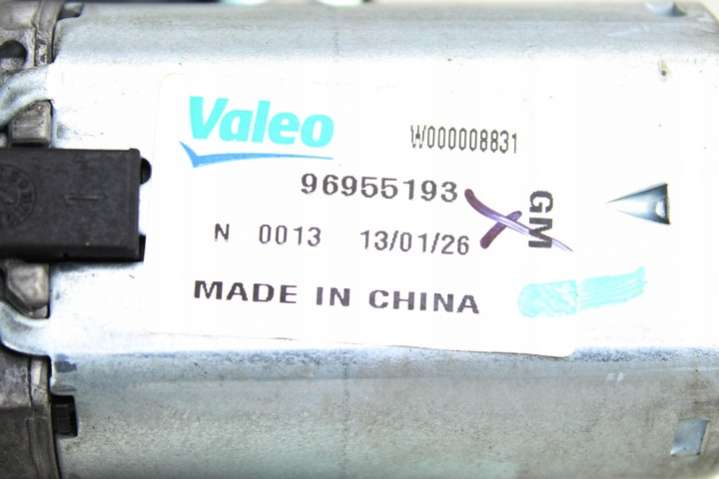 Valeo
W000008831
96955193
GM
N 0013 13/01/26
MADE IN CHINA